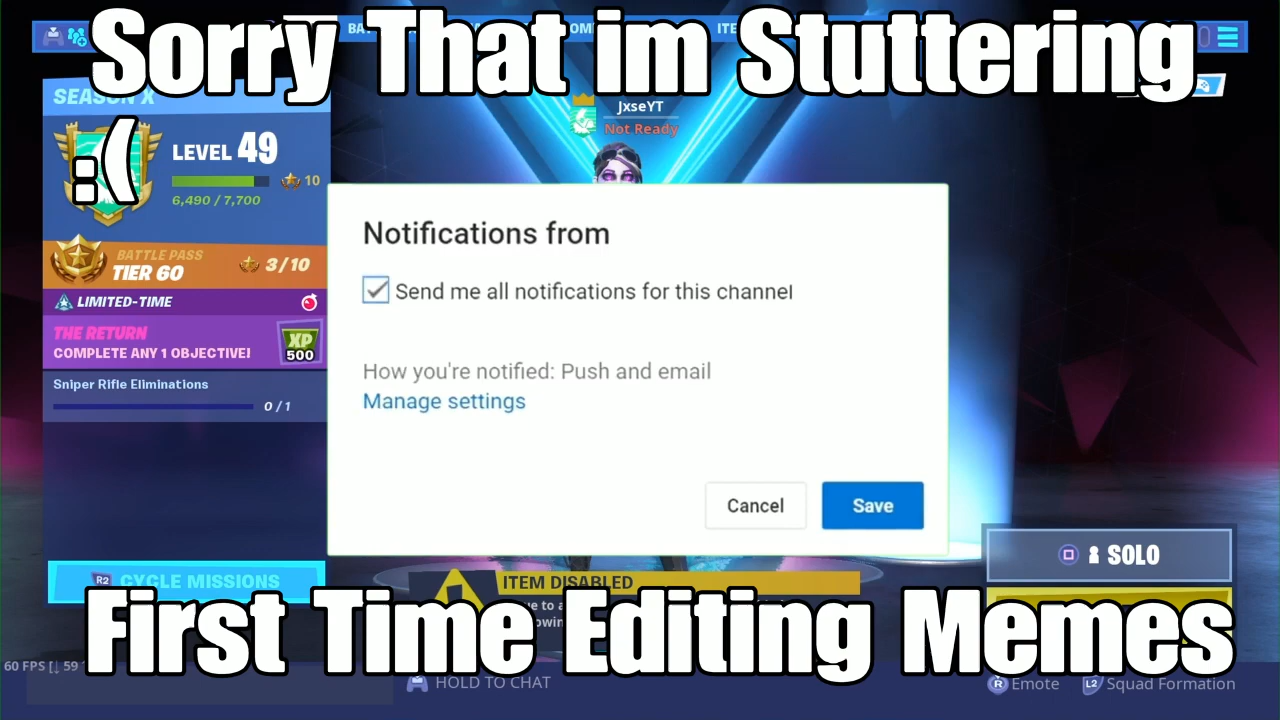 Sorry That im Stuttering
:(
SEASON X
JxseYT
Not Ready
LEVEL 49
10
6,490 / 7,700
BATTLE PASS
TIER 60
3/10
LIMITED-TIME
THE RETURN
COMPLETE ANY 1 OBJECTIVE!
XP
500
Sniper Rifle Eliminations
0 / 1
Notifications from
Send me all notifications for this channel
How you're notified: Push and email
Manage settings
Cancel
Save
SOLO
R2 CYCLE MISSIONS
ITEM DISABLED
First Time Editing Memes
60 FPS [
59
HOLD TO CHAT
R Emote
L2 Squad Formation